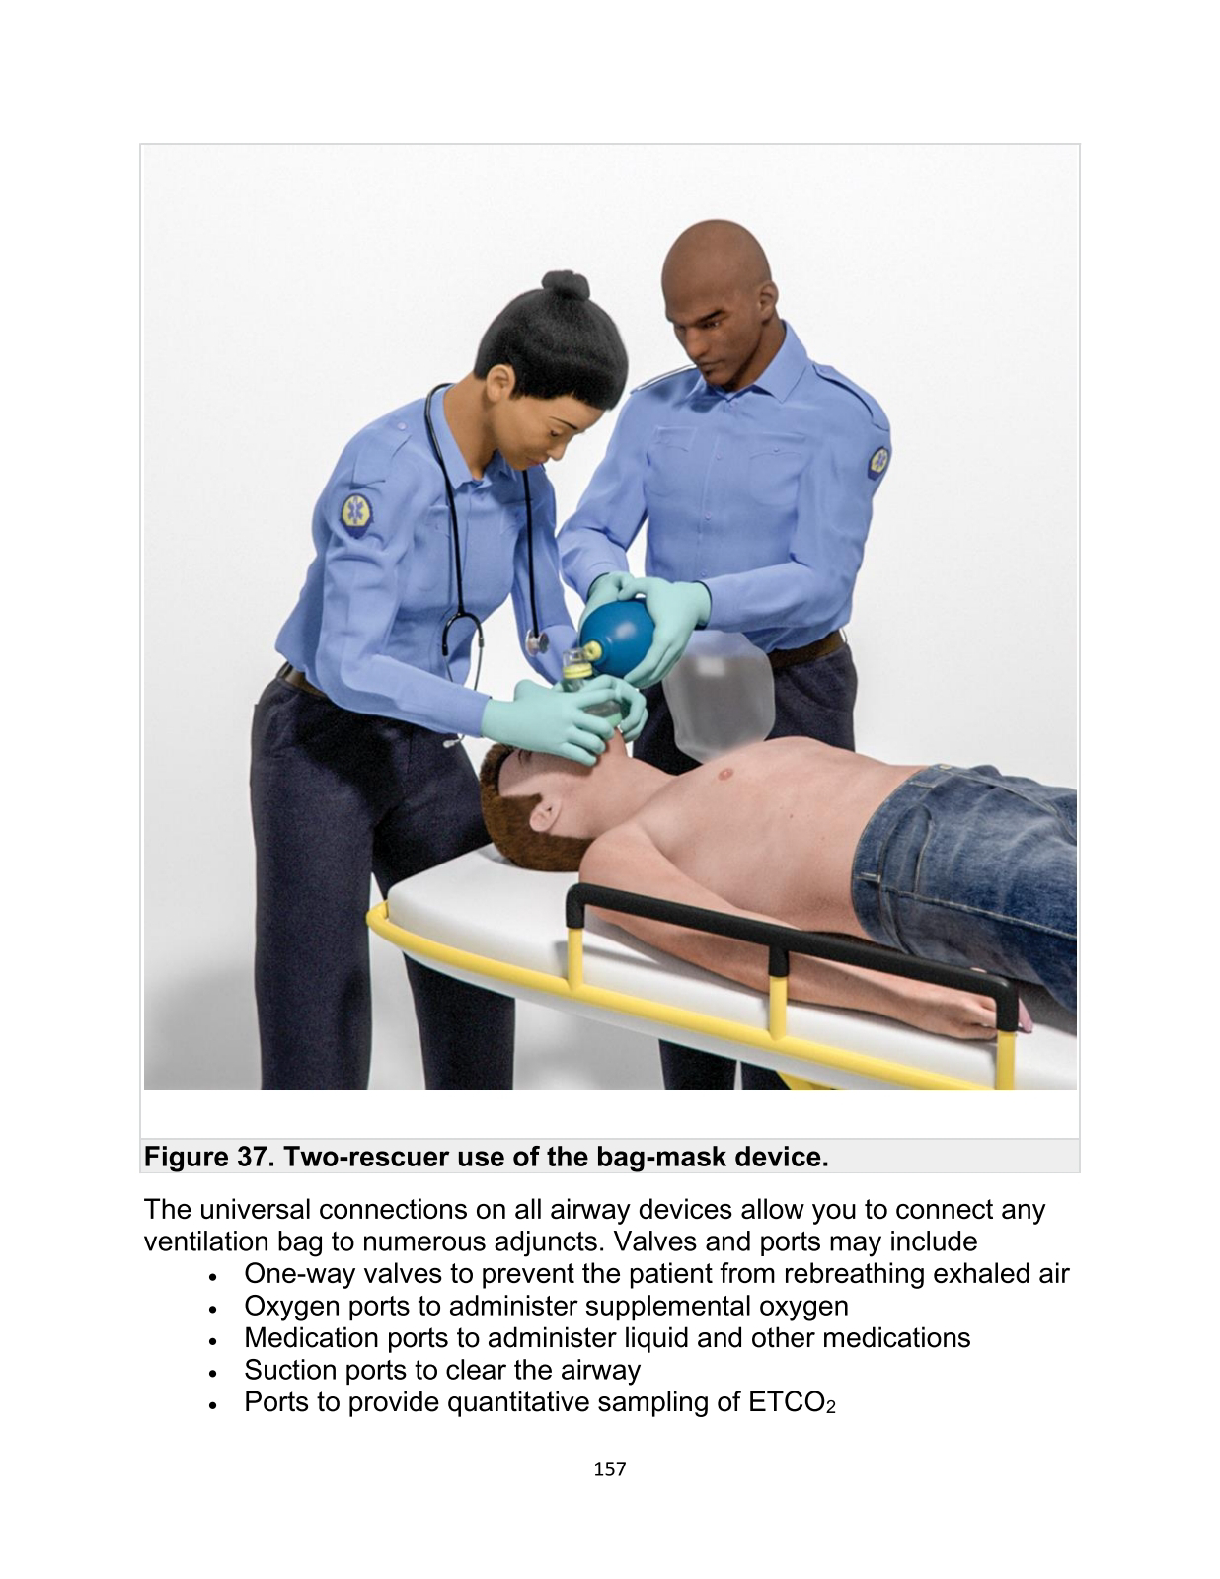 Figure 37. Two-rescuer use of the bag-mask device.
The universal connections on all airway devices allow you to connect any
ventilation bag to numerous adjuncts. Valves and ports may include
• One-way valves to prevent the patient from rebreathing exhaled air
• Oxygen ports to administer supplemental oxygen
• Medication ports to administer liquid and other medications
• Suction ports to clear the airway
• Ports to provide quantitative sampling of ETCO₂
157